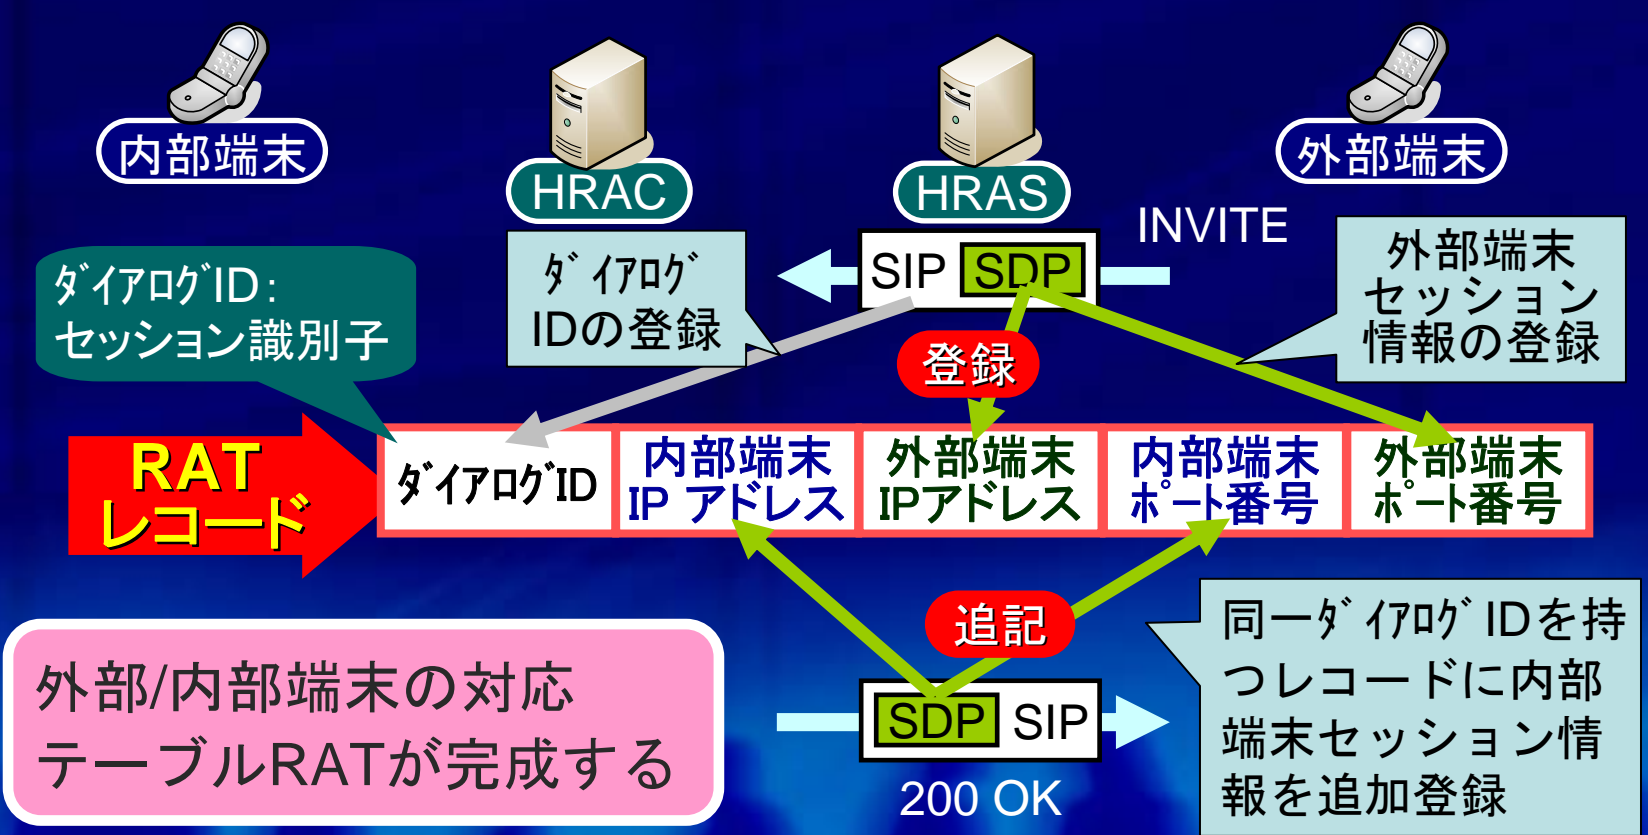 内部端末
HRAC
HRAS
外部端末
INVITE
SIP SDP
ﾀﾞｲｱﾛｸﾞID：
セッション識別子
ﾀﾞｲｱﾛｸﾞ
IDの登録
外部端末
セッション
情報の登録
登録
RAT
レコード
ﾀﾞｲｱﾛｸﾞID
内部端末
IP アドレス
外部端末
IPアドレス
内部端末
ﾎﾟｰﾄ番号
外部端末
ﾎﾟｰﾄ番号
追記
SDP SIP
200 OK
同一ﾀﾞｲｱﾛｸﾞIDを持
つレコードに内部
端末セッション情
報を追加登録
外部/内部端末の対応
テーブルRATが完成する